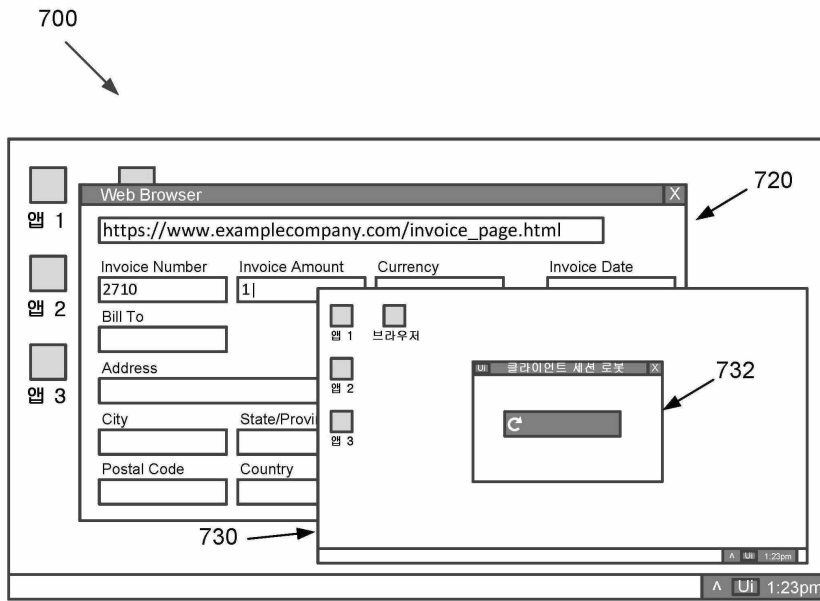 700
720
Web Browser X
앱 1
https://www.examplecompany.com/invoice_page.html
Invoice Number Invoice Amount Currency Invoice Date
2710 1|
앱 2
Bill To
앱 1 브라우저
Address
Ui 클라이언트 세션 로봇 X
732
앱 2
앱 3
City State/Provi
앱 3
Postal Code Country
730
^ Ui 1:23pm
^ Ui 1:23pm